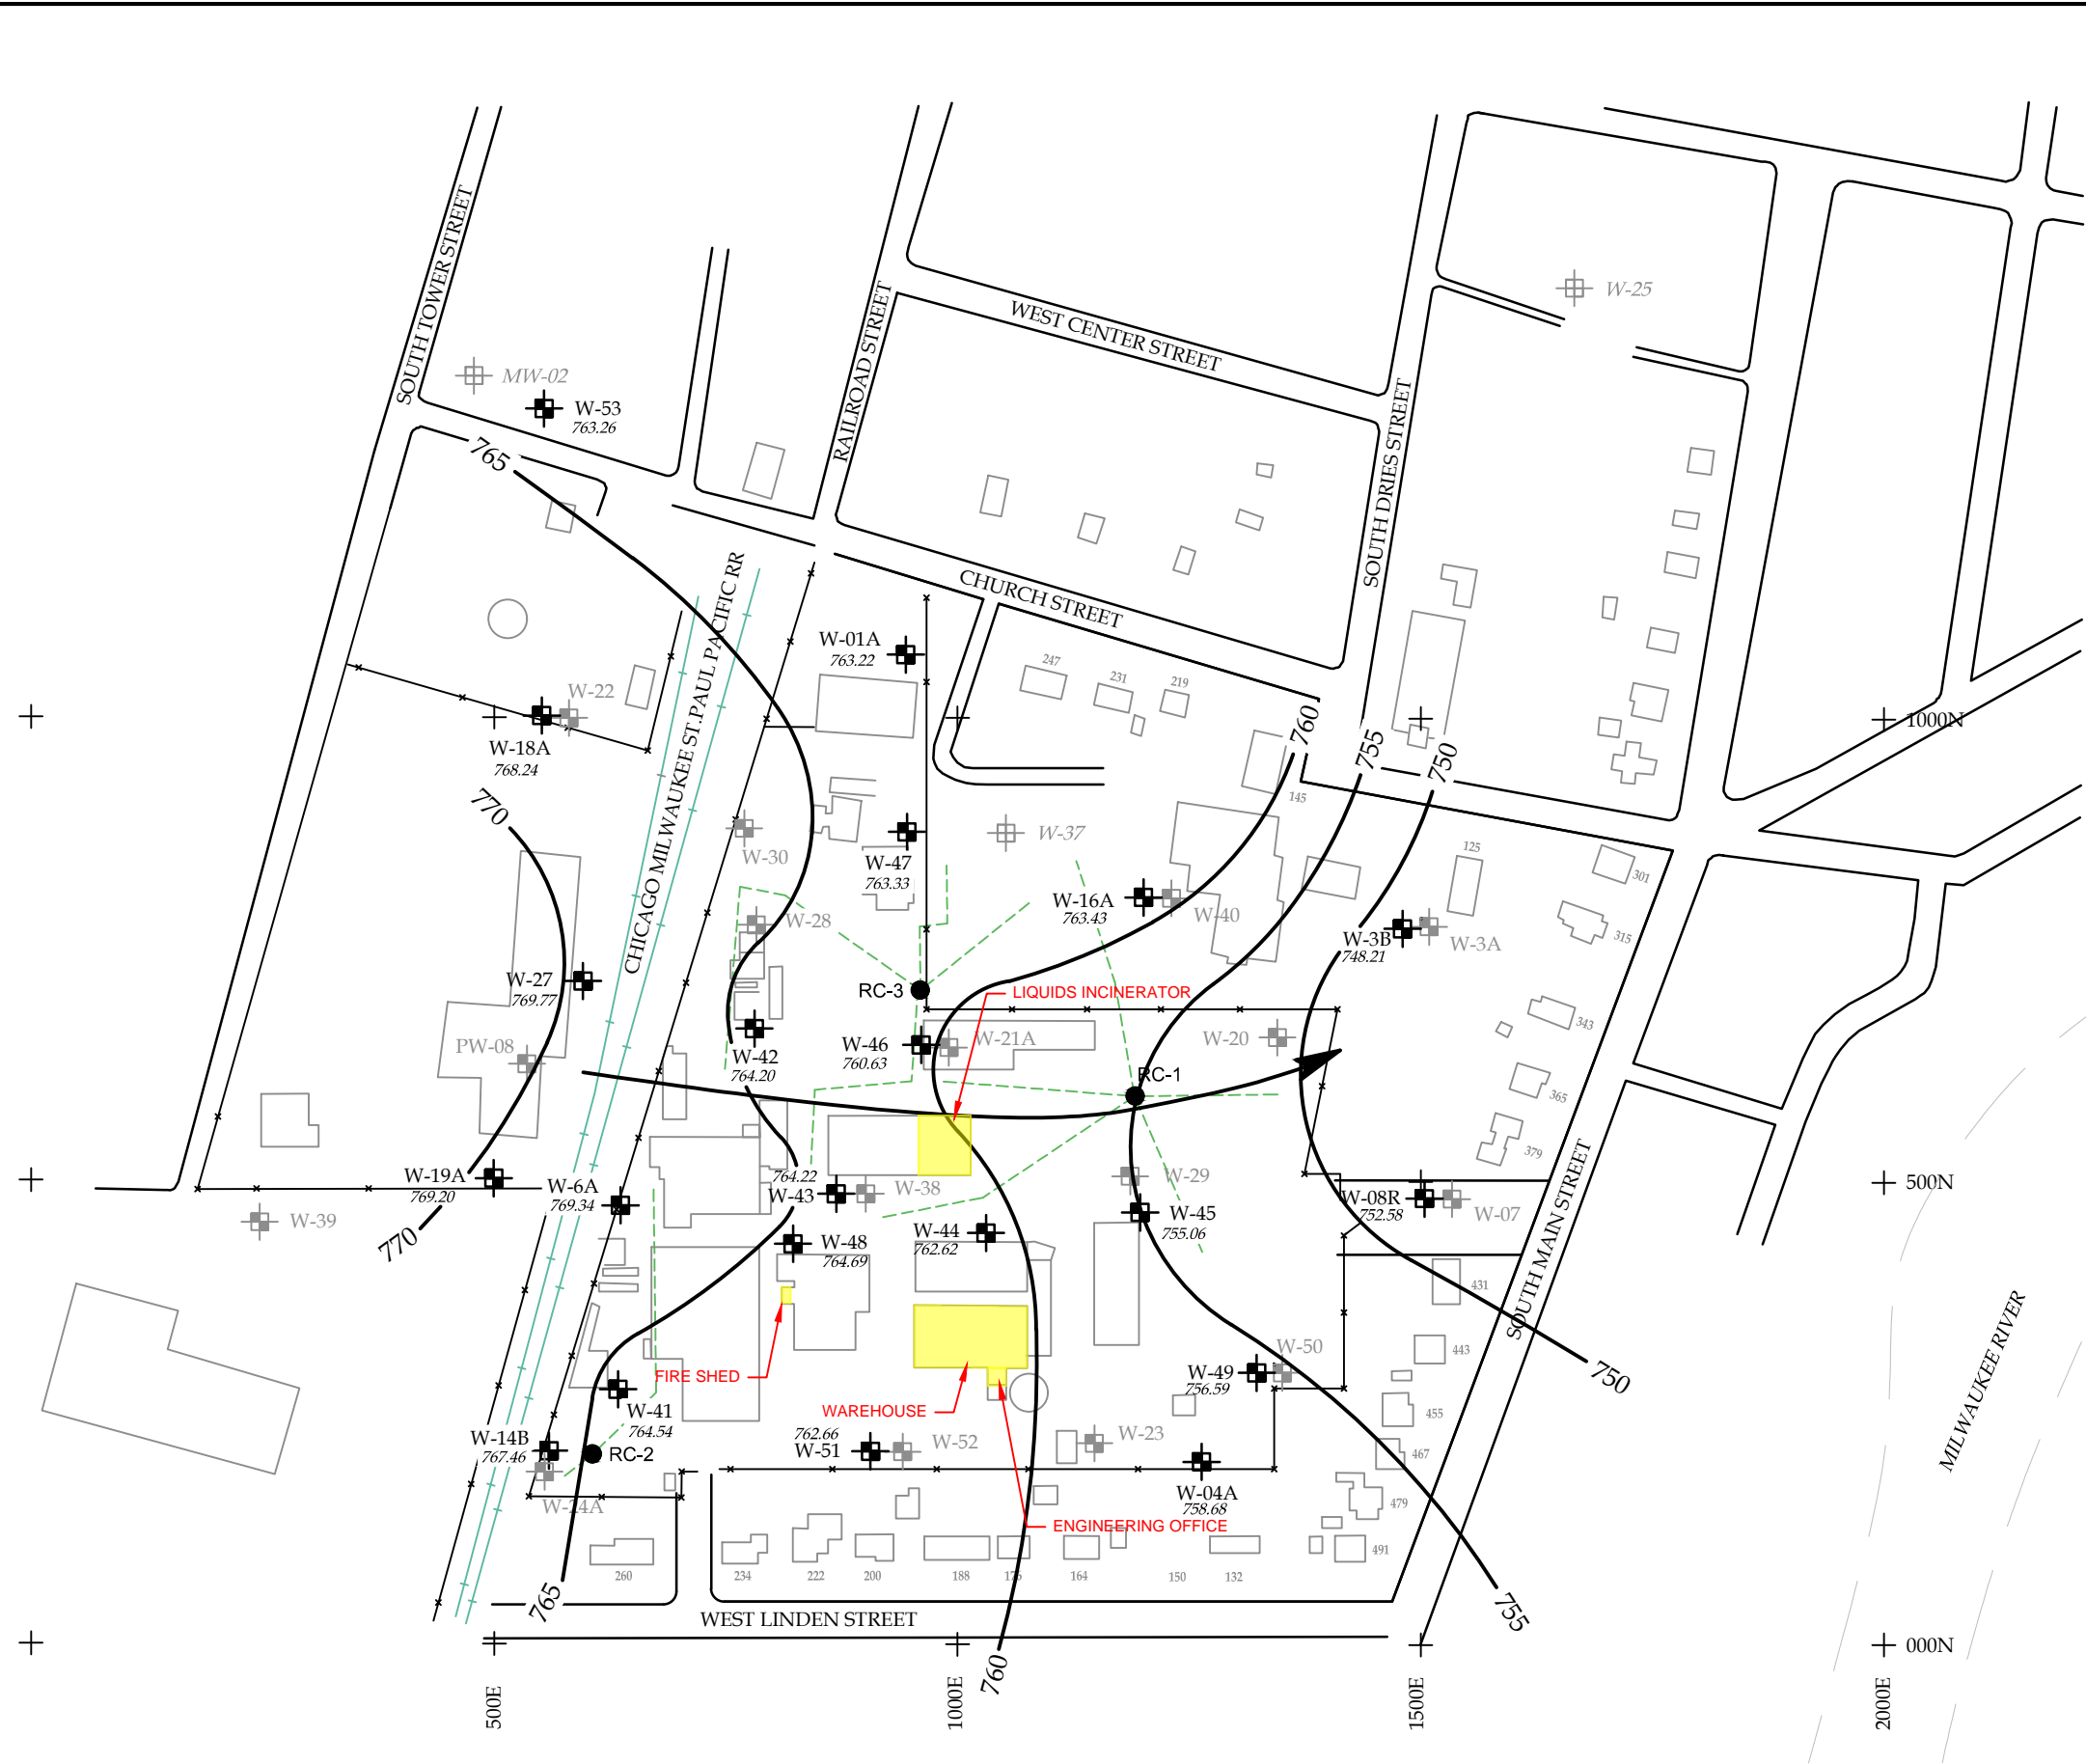 SOUTH TOWER STREET
RAILROAD STREET
WEST CENTER STREET
W-25
MW-02
W-53
763.26
SOUTH DRIES STREET
765
CHICAGO MILWAUKEE ST.PAUL PACIFIC RR
CHURCH STREET
W-01A
763.22
247
231
219
W-22
W-18A
768.24
760
755
750
1000N
770
145
W-30
W-47
763.33
W-37
125
301
W-16A
763.43
W-40
W-28
W-3B
748.21
W-3A
315
W-27
769.77
RC-3
LIQUIDS INCINERATOR
343
PW-08
W-42
764.20
W-46
760.63
W-21A
W-20
RC-1
365
379
W-19A
769.20
W-6A
769.34
764.22
W-43
W-38
W-29
W-08R
752.58
W-07
500N
W-39
770
W-48
764.69
W-44
762.62
W-45
755.06
431
SOUTH MAIN STREET
MILWAUKEE RIVER
FIRE SHED
W-50
W-49
756.59
443
750
WAREHOUSE
W-41
764.54
455
W-14B
767.46
RC-2
762.66
W-51
W-52
W-23
467
W-24A
W-04A
758.68
479
ENGINEERING OFFICE
491
260
234
222
200
188
176
164
150
132
765
WEST LINDEN STREET
755
000N
760
500E
1000E
1500E
2000E